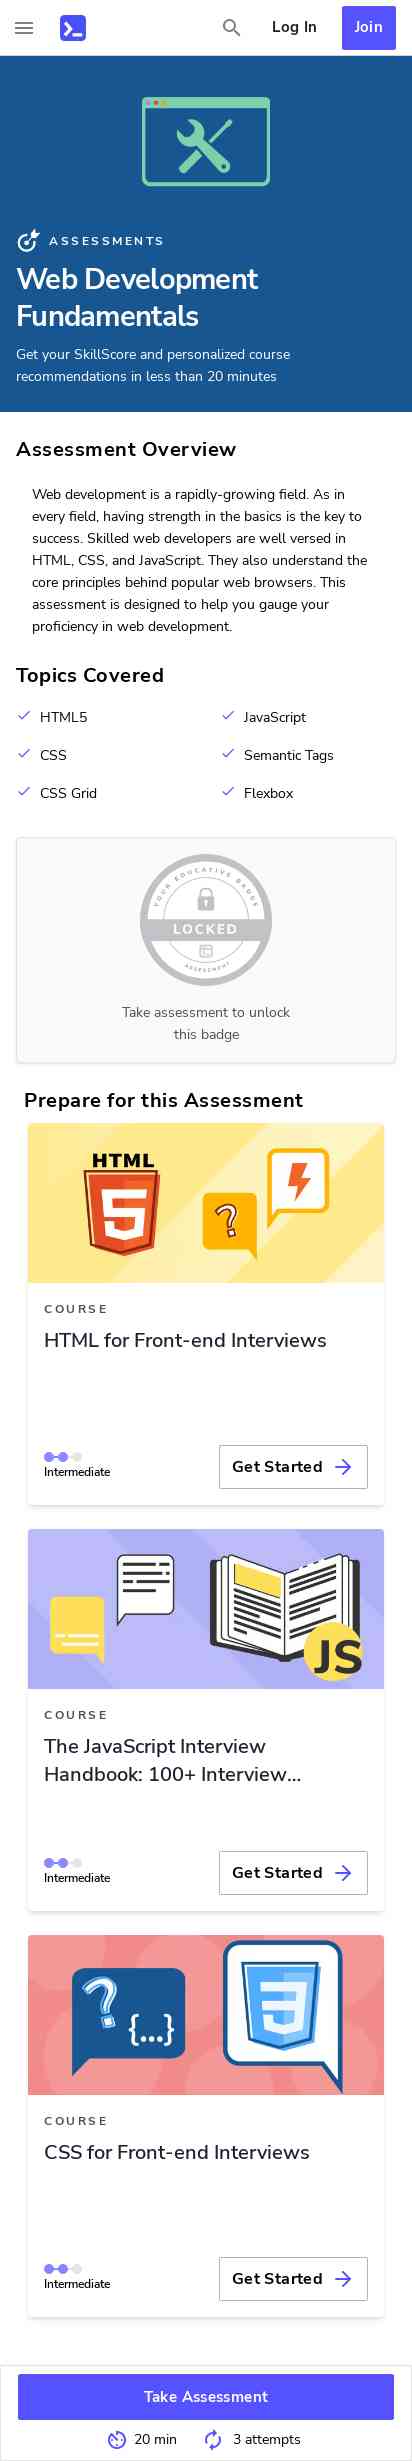 Log In
Join
ASSESSMENTS
Web Development
Fundamentals
Get your SkillScore and personalized course
recommendations in less than 20 minutes
Assessment Overview
Web development is a rapidly-growing field. As in
every field, having strength in the basics is the key to
success. Skilled web developers are well versed in
HTML, CSS, and JavaScript. They also understand the
core principles behind popular web browsers. This
assessment is designed to help you gauge your
proficiency in web development.
Topics Covered
HTML5
JavaScript
CSS
Semantic Tags
CSS Grid
Flexbox
YOUR EDUCATIVE BADGE
LOCKED
ASSESSMENT
Take assessment to unlock
this badge
Prepare for this Assessment
HTML
5
?
COURSE
HTML for Front-end Interviews
Intermediate
Get Started
JS
COURSE
The JavaScript Interview
Handbook: 100+ Interview...
Intermediate
Get Started
?
{...}
3
COURSE
CSS for Front-end Interviews
Intermediate
Get Started
Take Assessment
20 min
3 attempts